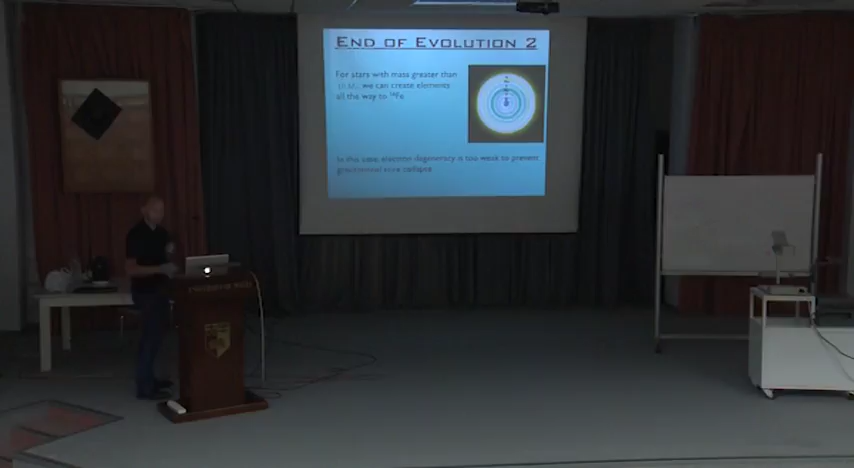 END OF EVOLUTION 2
For stars with mass greater than
we can create elements
all the way to ⁵⁶Fe
In this case electron degeneracy is too weak to prevent
gravitational core collapse